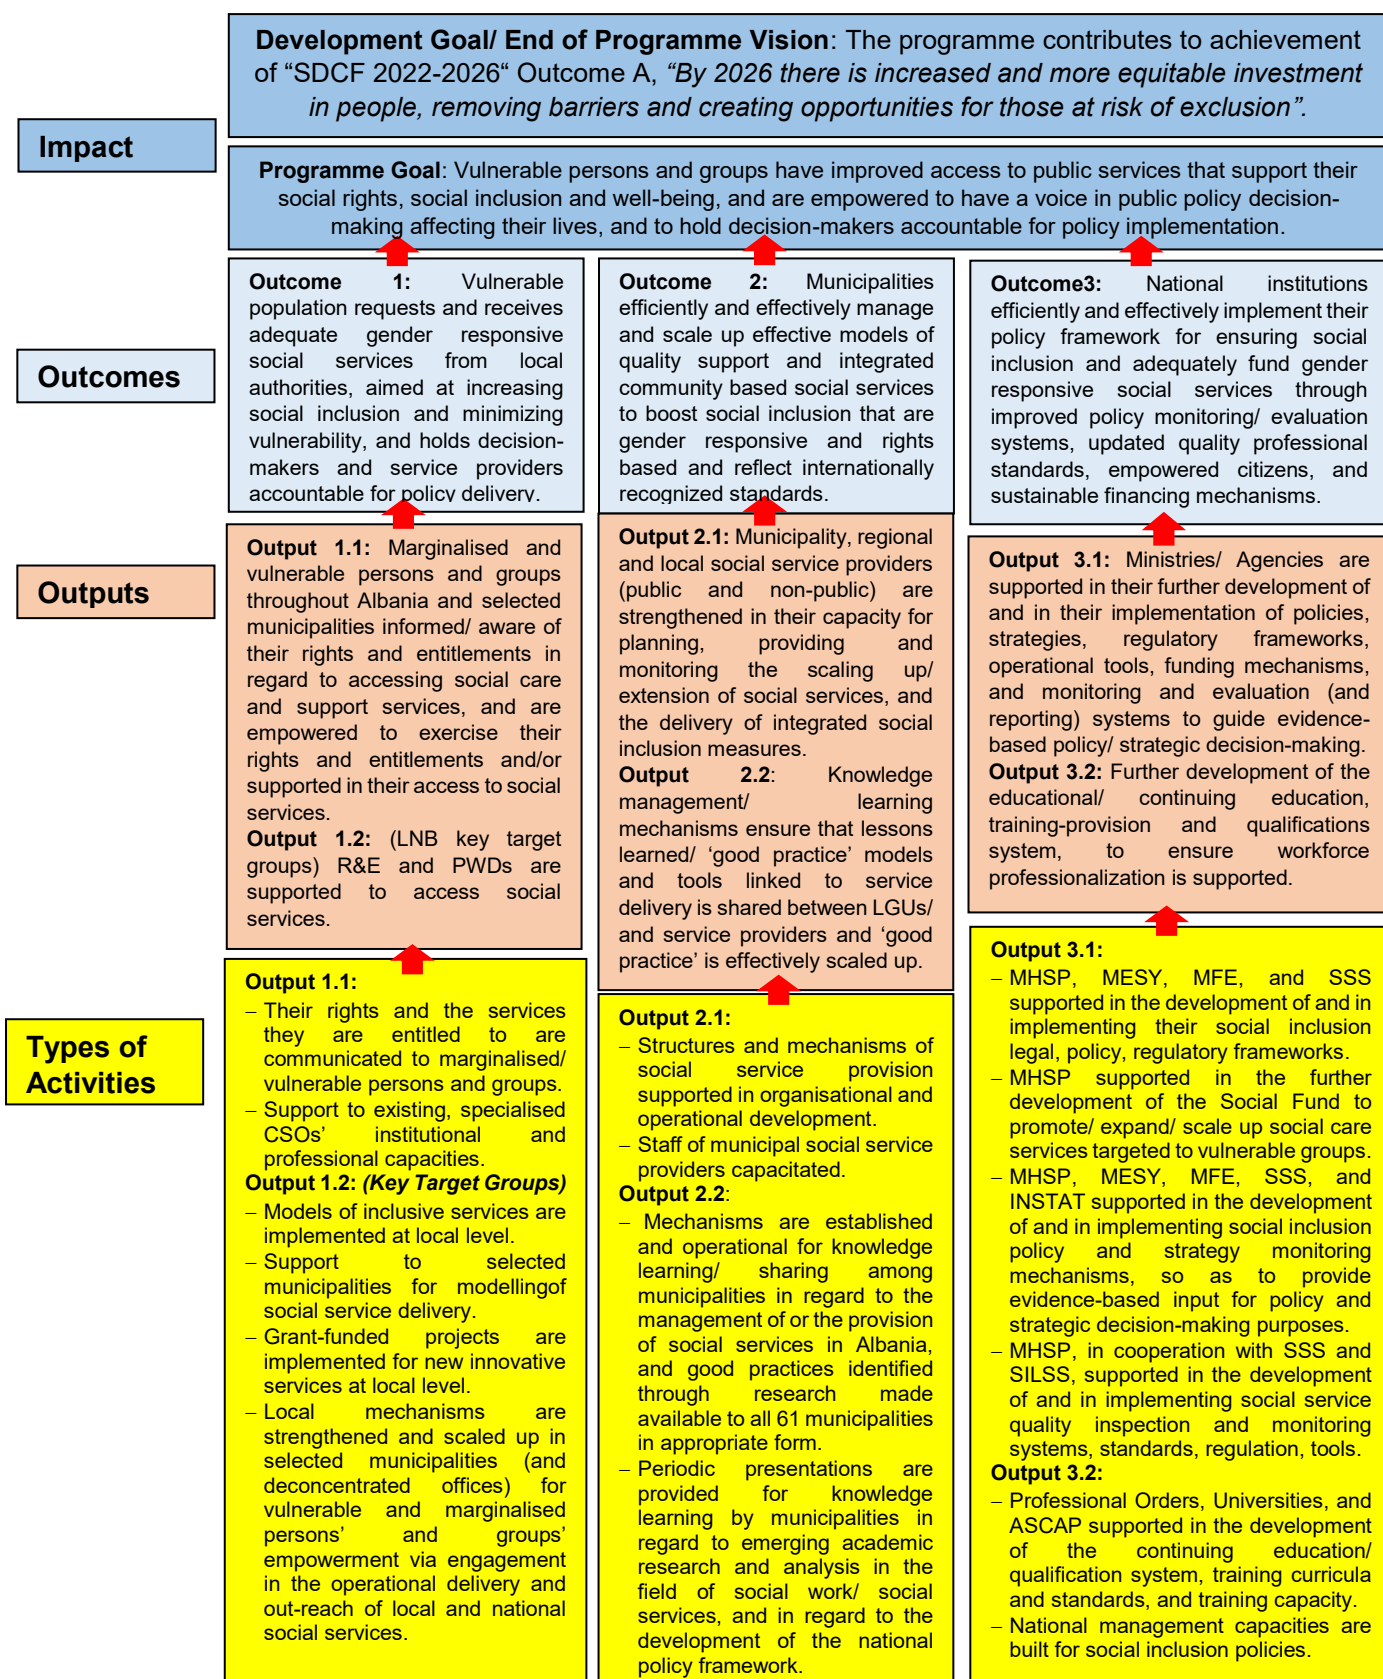 Development Goal/ End of Programme Vision: The programme contributes to achievement
of “SDCF 2022-2026“ Outcome A, “By 2026 there is increased and more equitable investment
in people, removing barriers and creating opportunities for those at risk of exclusion”.
Impact
Programme Goal: Vulnerable persons and groups have improved access to public services that support their
social rights, social inclusion and well-being, and are empowered to have a voice in public policy decision-
making affecting their lives, and to hold decision-makers accountable for policy implementation.
Outcomes
Outcome 1: Vulnerable
population requests and receives
adequate gender responsive
social services from local
authorities, aimed at increasing
social inclusion and minimizing
vulnerability, and holds decision-
makers and service providers
accountable for policy delivery.
Outcome 2: Municipalities
efficiently and effectively manage
and scale up effective models of
quality support and integrated
community based social services
to boost social inclusion that are
gender responsive and rights
based and reflect internationally
recognized standards.
Outcome3: National institutions
efficiently and effectively implement their
policy framework for ensuring social
inclusion and adequately fund gender
responsive social services through
improved policy monitoring/ evaluation
systems, updated quality professional
standards, empowered citizens, and
sustainable financing mechanisms.
Outputs
Output 1.1: Marginalised and
vulnerable persons and groups
throughout Albania and selected
municipalities informed/ aware of
their rights and entitlements in
regard to accessing social care
and support services, and are
empowered to exercise their
rights and entitlements and/or
supported in their access to social
services.
Output 1.2: (LNB key target
groups) R&E and PWDs are
supported to access social
services.
Output 2.1: Municipality, regional
and local social service providers
(public and non-public) are
strengthened in their capacity for
planning, providing and
monitoring the scaling up/
extension of social services, and
the delivery of integrated social
inclusion measures.
Output 2.2: Knowledge
management/ learning
mechanisms ensure that lessons
learned/ ‘good practice’ models
and tools linked to service
delivery is shared between LGUs/
and service providers and ‘good
practice’ is effectively scaled up.
Output 3.1: Ministries/ Agencies are
supported in their further development of
and in their implementation of policies,
strategies, regulatory frameworks,
operational tools, funding mechanisms,
and monitoring and evaluation (and
reporting) systems to guide evidence-
based policy/ strategic decision-making.
Output 3.2: Further development of the
educational/ continuing education,
training-provision and qualifications
system, to ensure workforce
professionalization is supported.
Types of
Activities
Output 1.1:
– Their rights and the services
they are entitled to are
communicated to marginalised/
vulnerable persons and groups.
– Support to existing, specialised
CSOs’ institutional and
professional capacities.
Output 1.2: (Key Target Groups)
– Models of inclusive services are
implemented at local level.
– Support to selected
municipalities for modellingof
social service delivery.
– Grant-funded projects are
implemented for new innovative
services at local level.
– Local mechanisms are
strengthened and scaled up in
selected municipalities (and
deconcentrated offices) for
vulnerable and marginalised
persons’ and groups’
empowerment via engagement
in the operational delivery and
out-reach of local and national
social services.
Output 2.1:
– Structures and mechanisms of
social service provision
supported in organisational and
operational development.
– Staff of municipal social service
providers capacitated.
Output 2.2:
– Mechanisms are established
and operational for knowledge
learning/ sharing among
municipalities in regard to the
management of or the provision
of social services in Albania,
and good practices identified
through research made
available to all 61 municipalities
in appropriate form.
– Periodic presentations are
provided for knowledge
learning by municipalities in
regard to emerging academic
research and analysis in the
field of social work/ social
services, and in regard to the
development of the national
policy framework.
Output 3.1:
– MHSP, MESY, MFE, and SSS
supported in the development of and in
implementing their social inclusion
legal, policy, regulatory frameworks.
– MHSP supported in the further
development of the Social Fund to
promote/ expand/ scale up social care
services targeted to vulnerable groups.
– MHSP, MESY, MFE, SSS, and
INSTAT supported in the development
of and in implementing social inclusion
policy and strategy monitoring
mechanisms, so as to provide
evidence-based input for policy and
strategic decision-making purposes.
– MHSP, in cooperation with SSS and
SILSS, supported in the development
of and in implementing social service
quality inspection and monitoring
systems, standards, regulation, tools.
Output 3.2:
– Professional Orders, Universities, and
ASCAP supported in the development
of the continuing education/
qualification system, training curricula
and standards, and training capacity.
– National management capacities are
built for social inclusion policies.